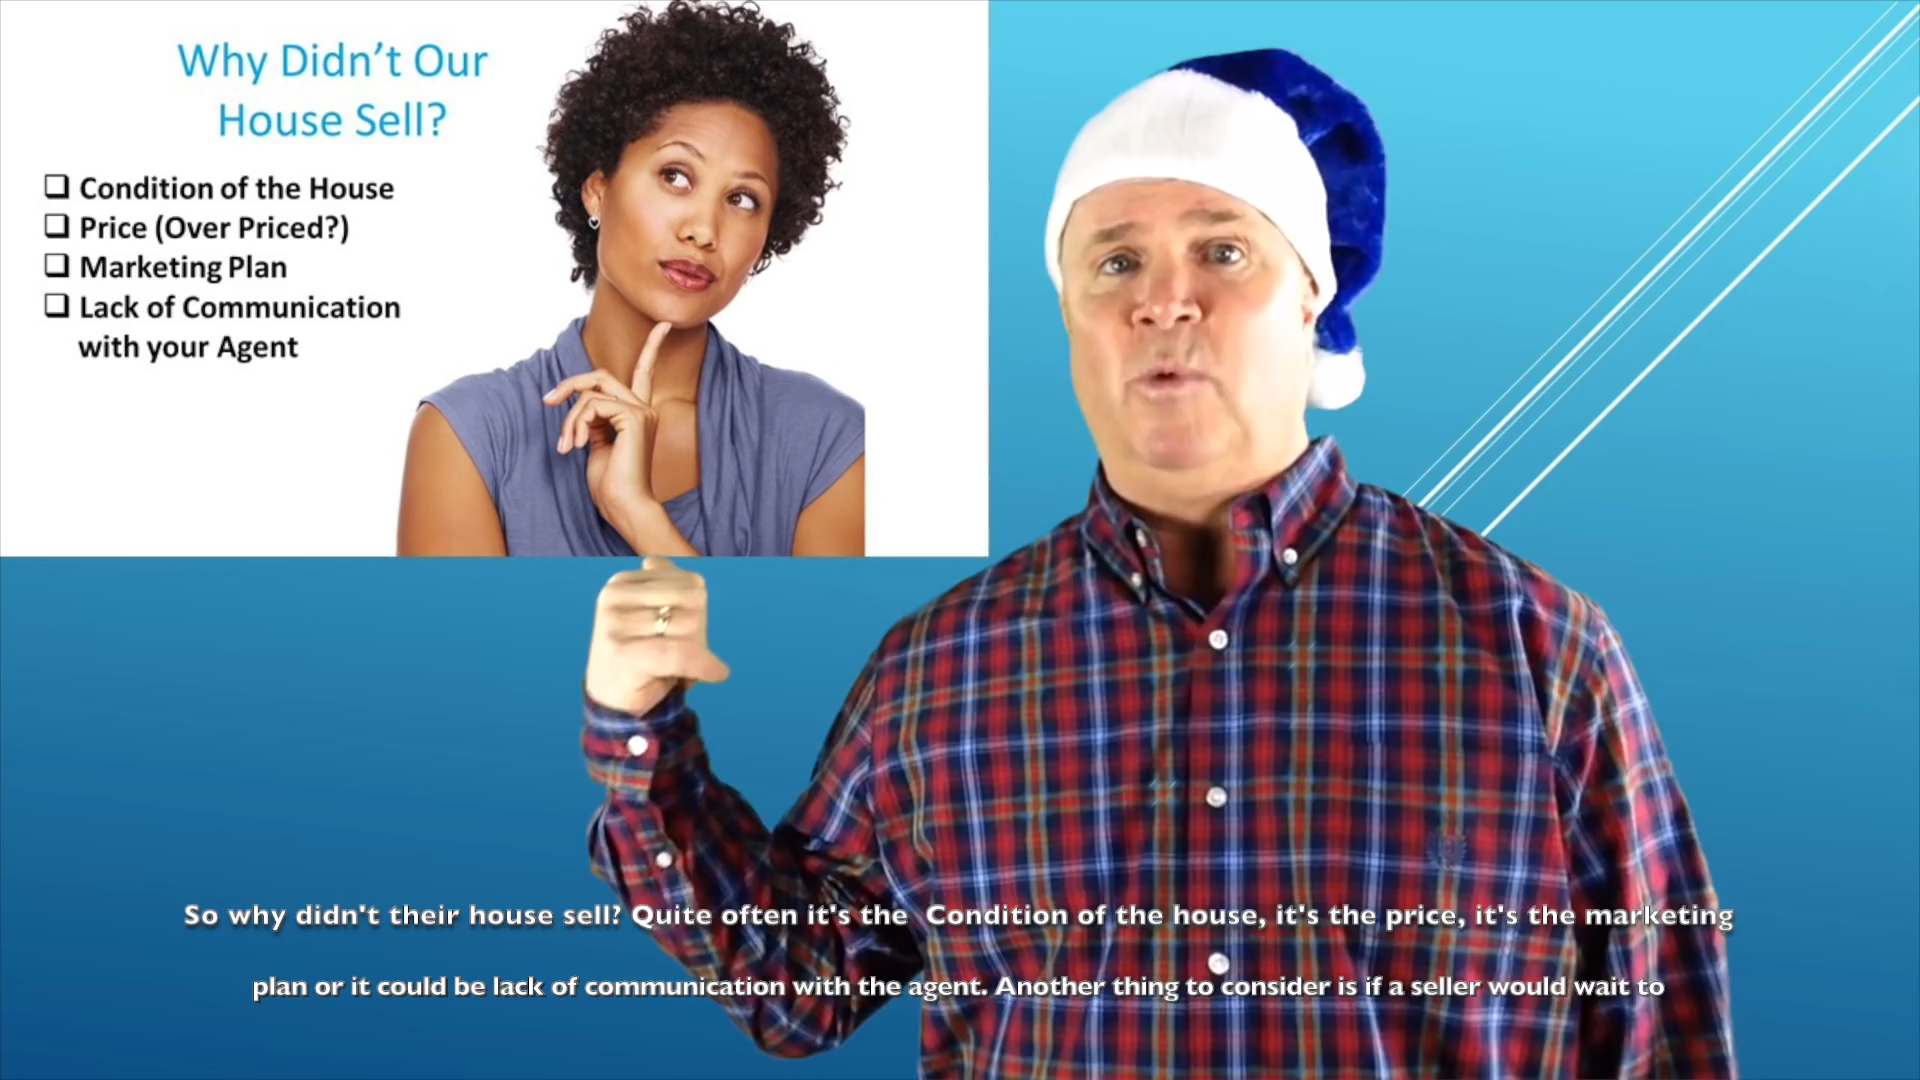 Why Didn't Our
House Sell?
❑ Condition of the House
❑ Price (Over Priced?)
❑ Marketing Plan
❑ Lack of Communication
with your Agent
So why didn't their house sell? Quite often it's the  Condition of the house, it's the price, it's the marketing
plan or it could be lack of communication with the agent. Another thing to consider is if a seller would wait to